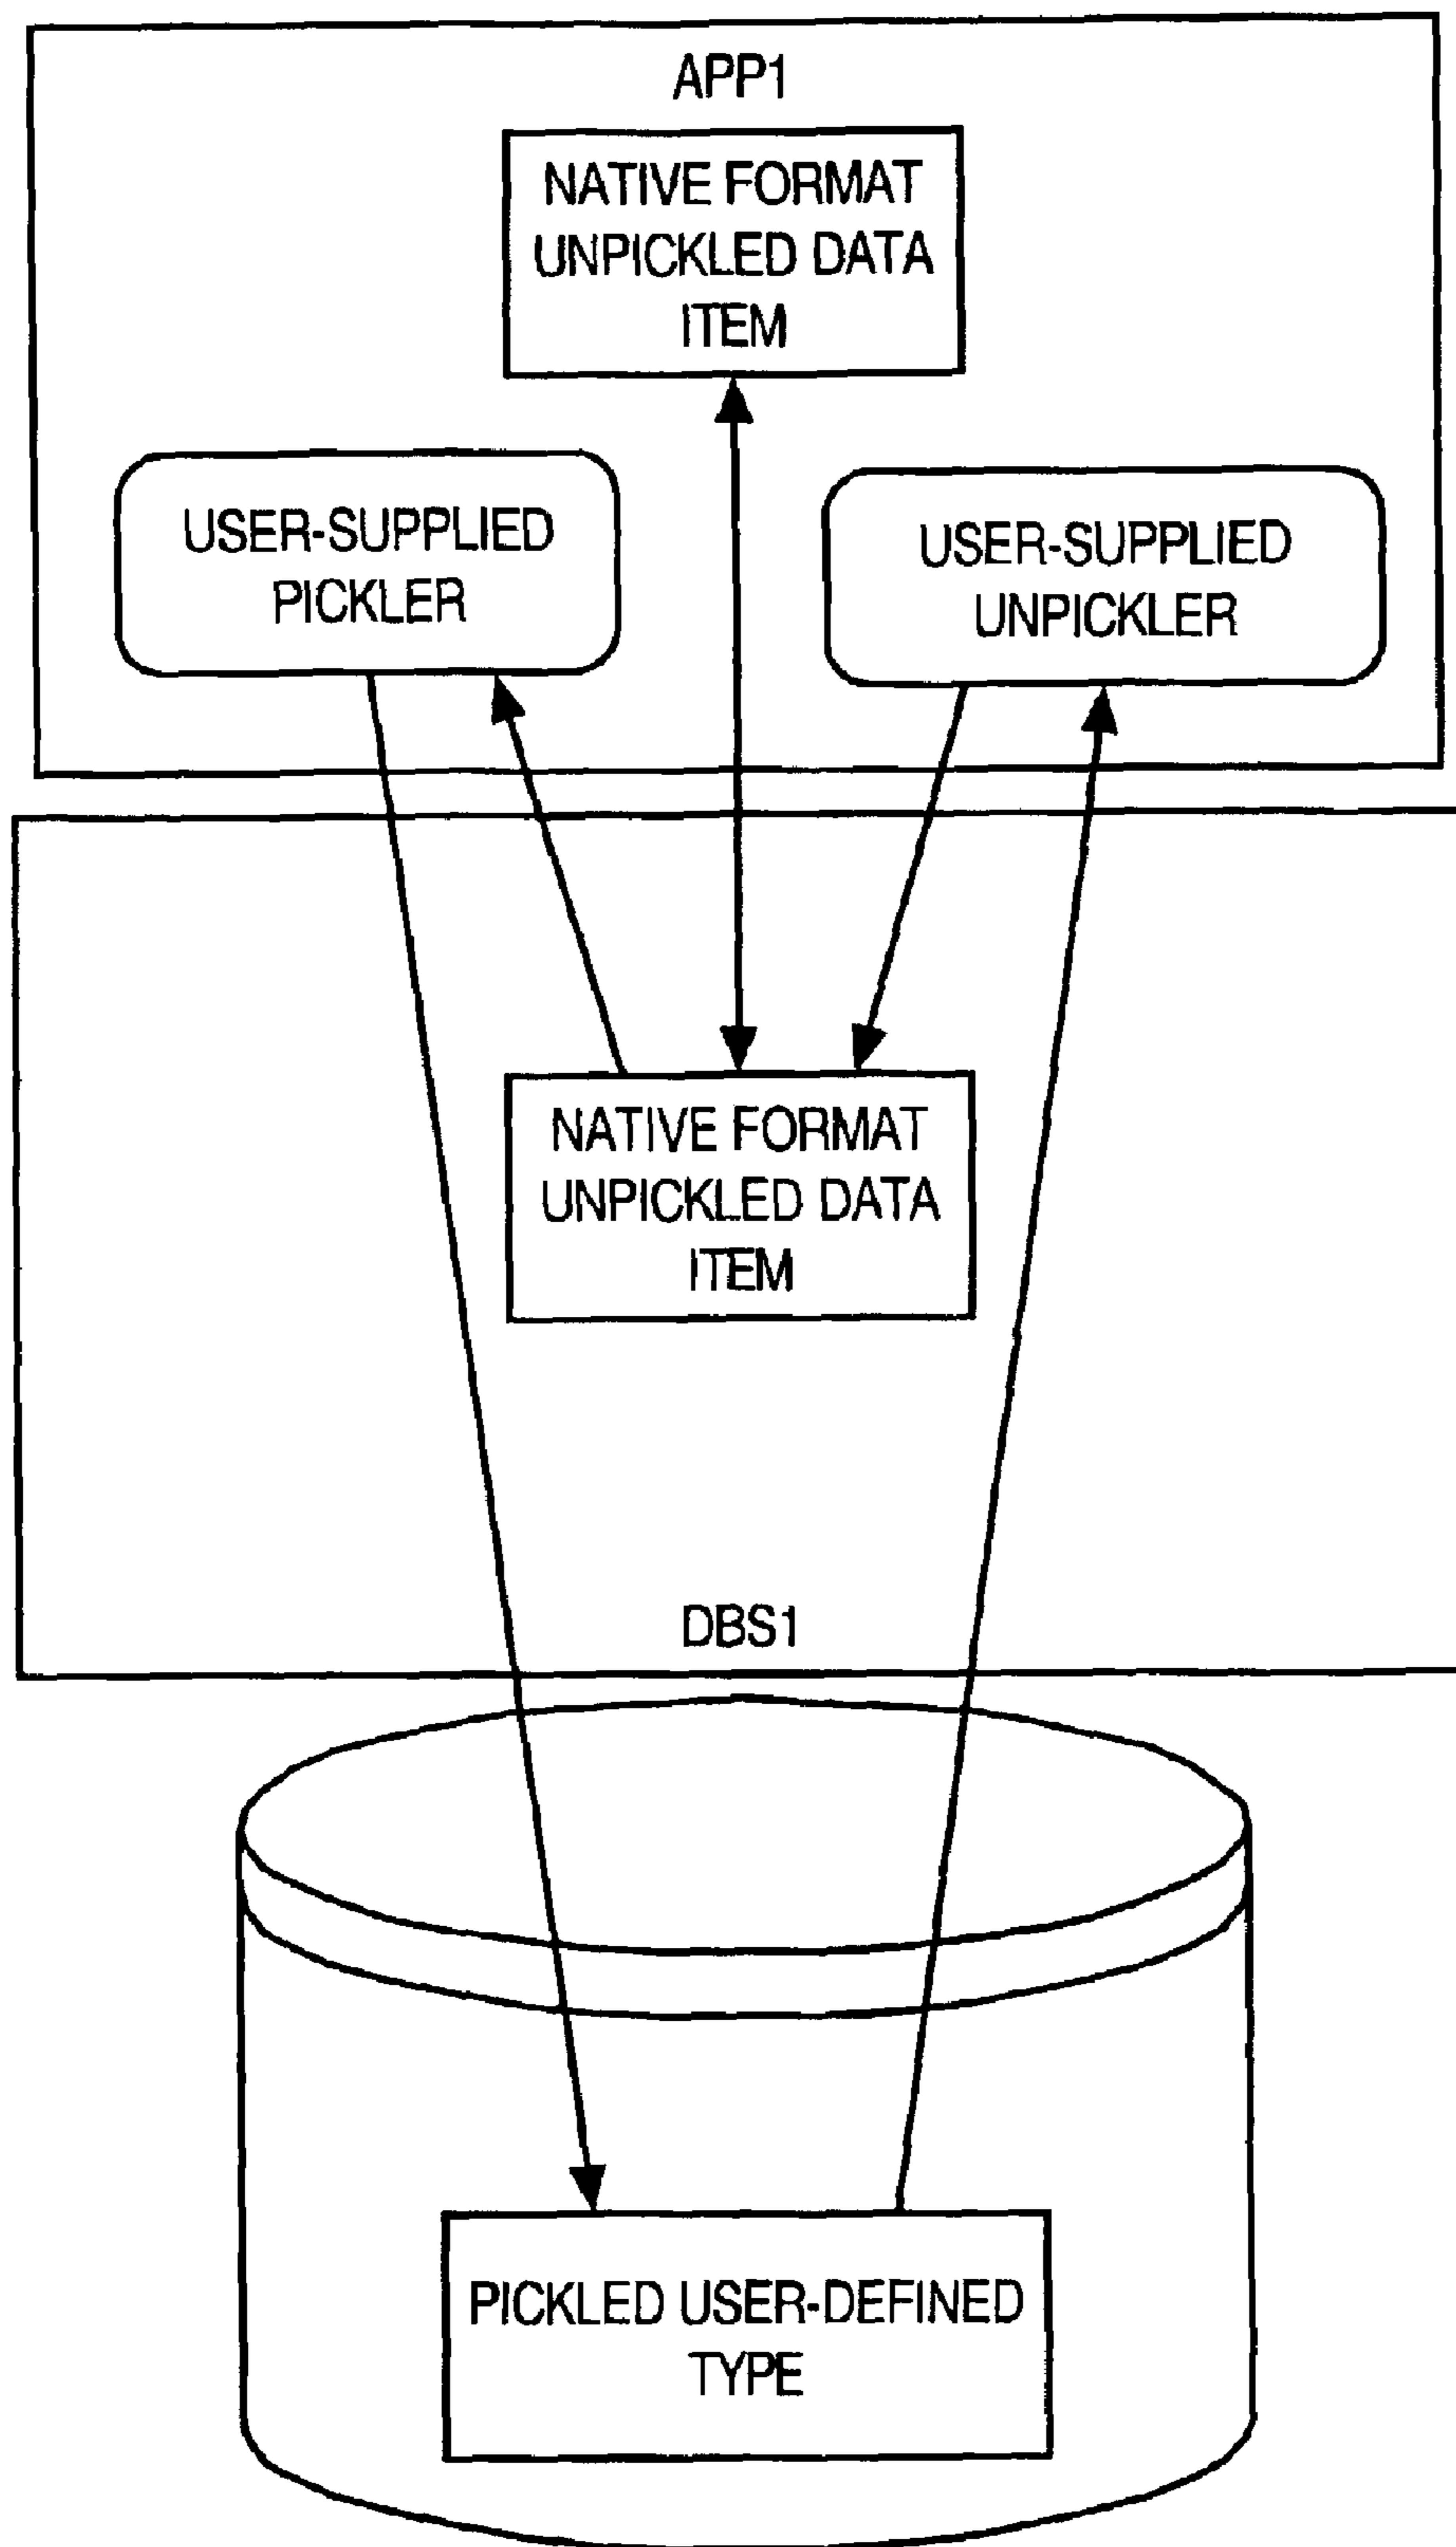 APP1
NATIVE FORMAT
UNPICKLED DATA
ITEM
USER-SUPPLIED
PICKLER
USER-SUPPLIED
UNPICKLER
NATIVE FORMAT
UNPICKLED DATA
ITEM
DBS1
PICKLED USER-DEFINED
TYPE